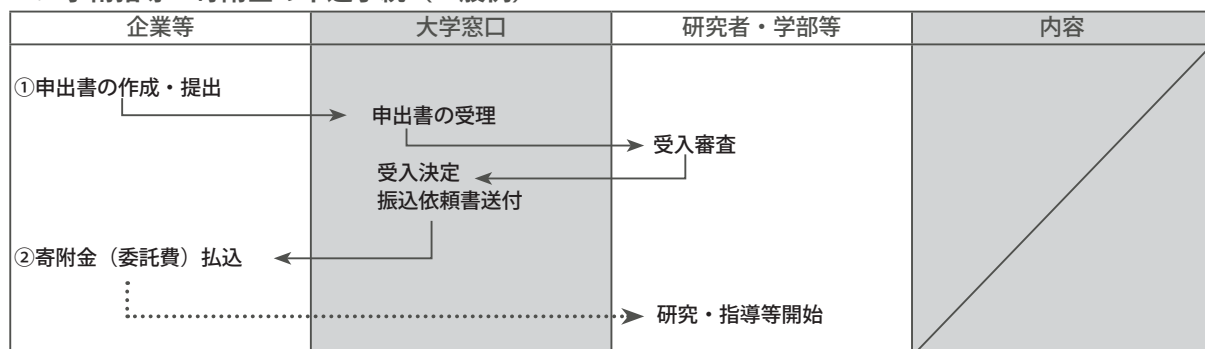 企業等
大学窓口
研究者・学部等
内容
①申出書の作成・提出
申出書の受理
受入審査
受入決定
振込依頼書送付
②寄附金（委託費）払込
研究・指導等開始